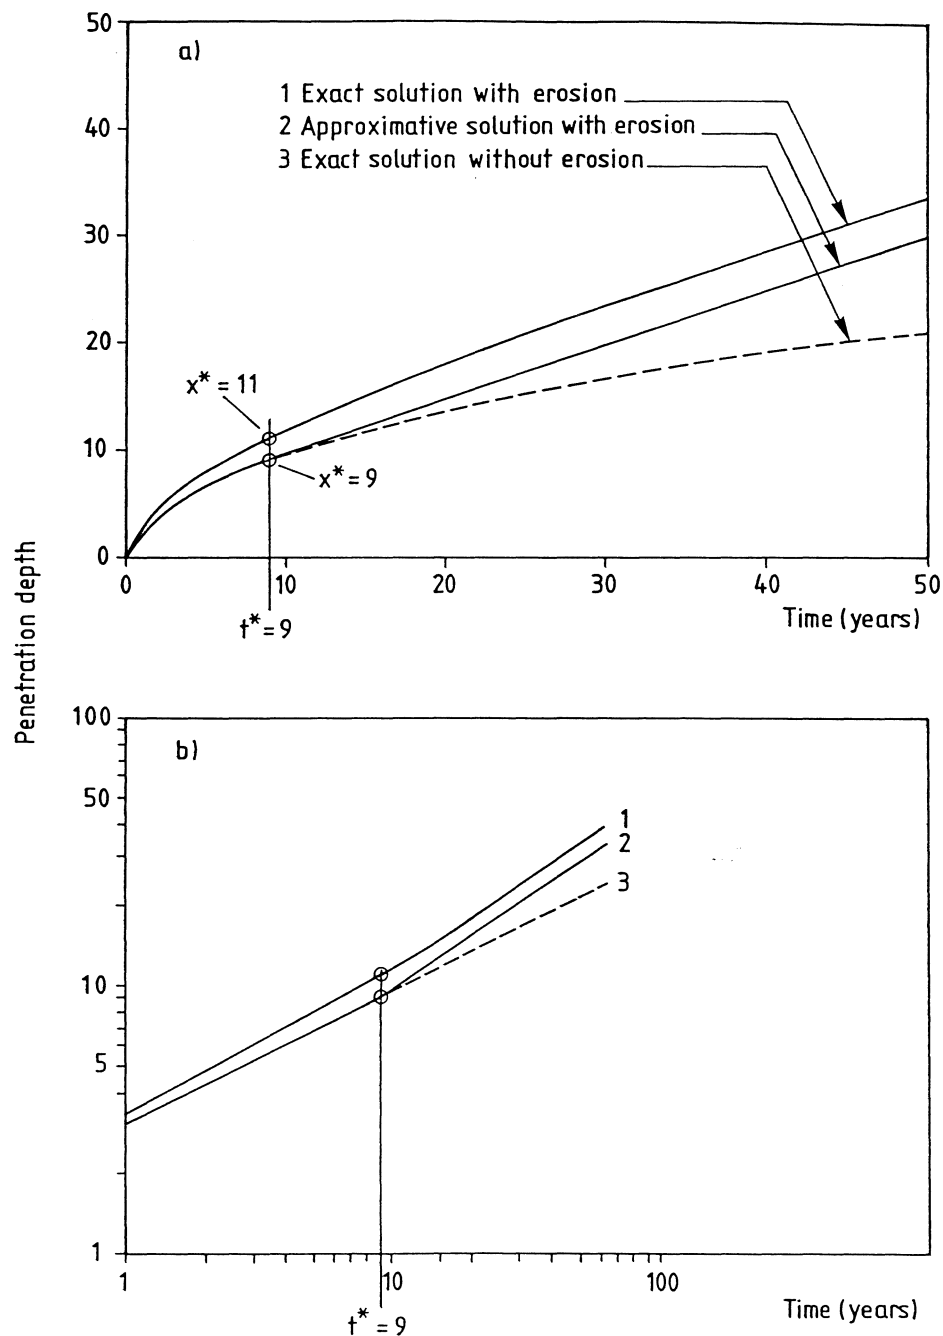 50
a)
1 Exact solution with erosion
40
2 Approximative solution with erosion
3 Exact solution without erosion
30
20
x* = 11
10
x* = 9
0
0 10 20 30 40 50
Time (years)
t* = 9
Penetration depth
100
b)
50
1
2
3
10
5
1
1 10 100
Time (years)
t* = 9